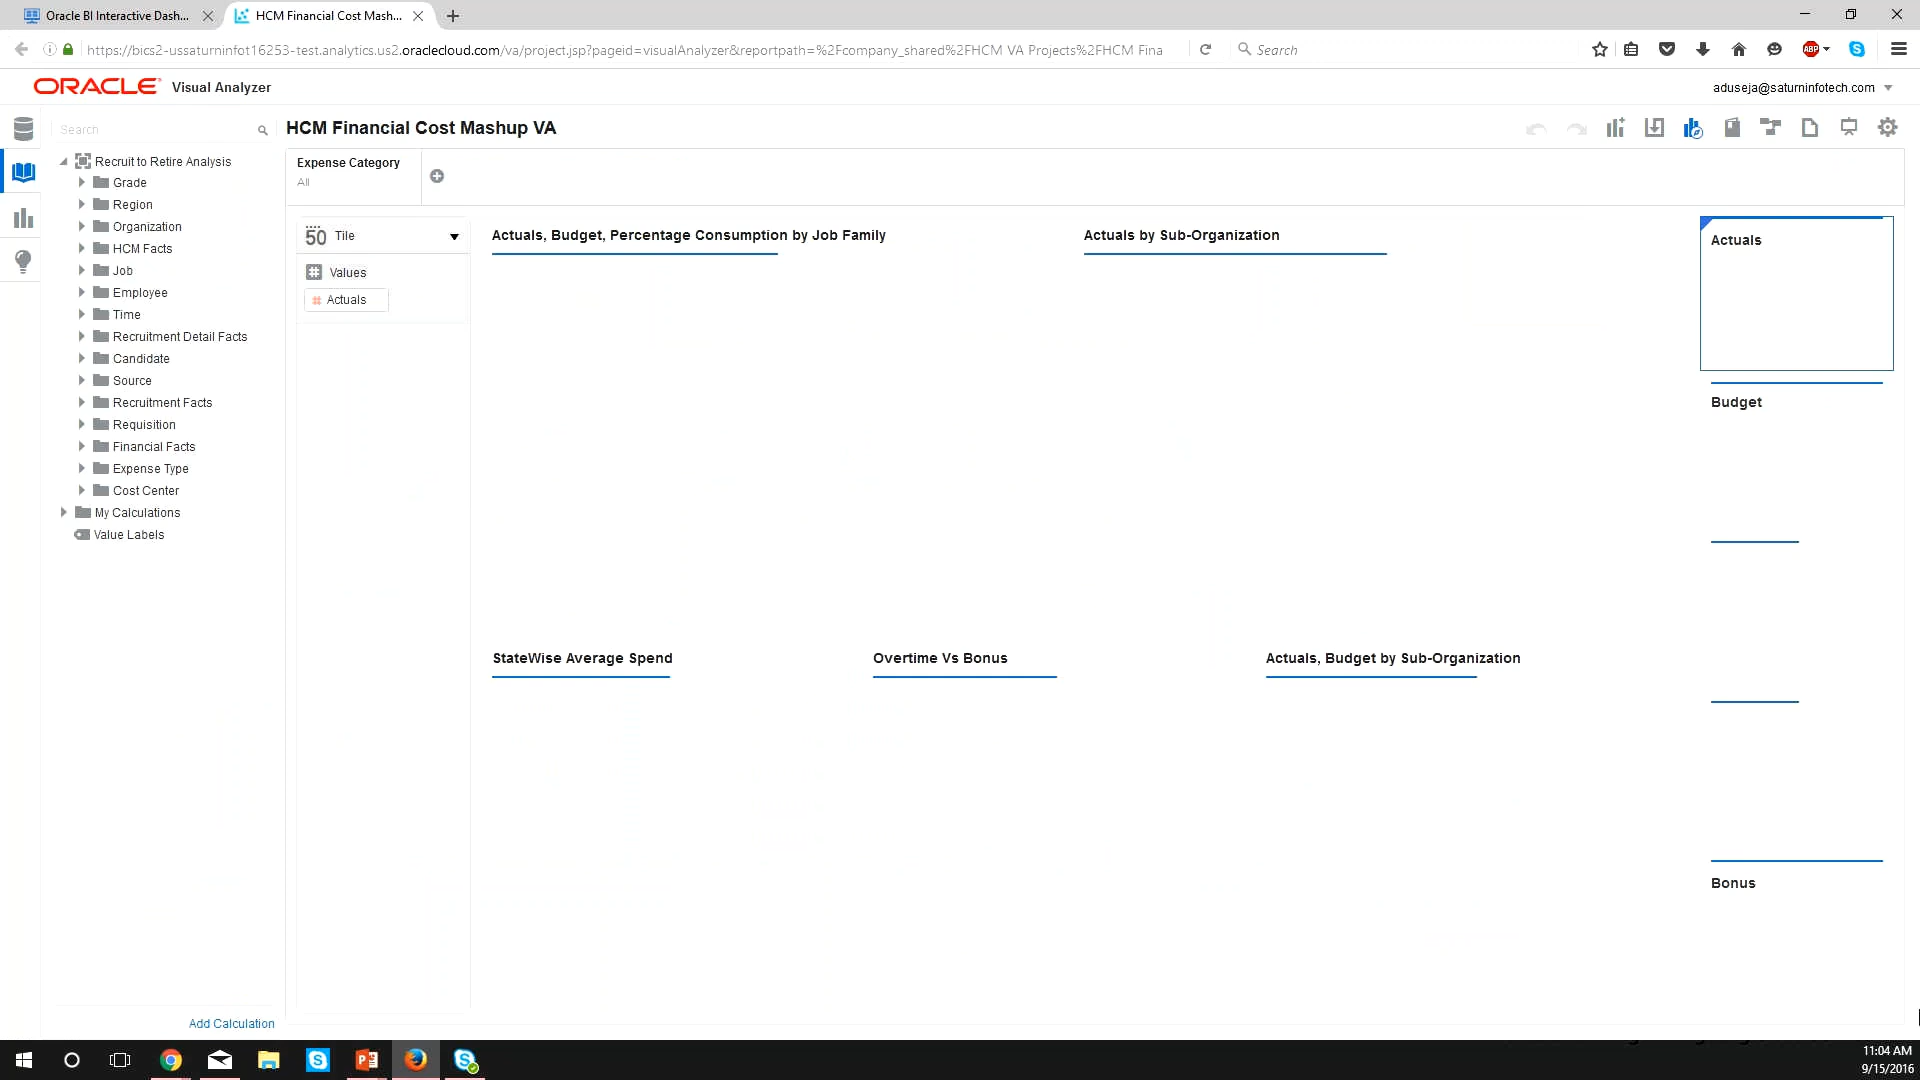 Oracle BI Interactive Dash...
HCM Financial Cost Mash...
https://bics2-ussaturninfot16253-test.analytics.us2.oraclecloud.com/va/project.jsp?pageid=visualAnalyzer&reportpath=%2Fcompany_shared%2FHCM VA Projects%2FHCM Fina
Search
ABP
ORACLE Visual Analyzer
aduseja@saturninfotech.com
Search
HCM Financial Cost Mashup VA
Recruit to Retire Analysis
Grade
Region
Organization
HCM Facts
Job
Employee
Time
Recruitment Detail Facts
Candidate
Source
Recruitment Facts
Requisition
Financial Facts
Expense Type
Cost Center
My Calculations
Value Labels
Add Calculation
Expense Category
All
50 Tile
# Values
# Actuals
Actuals, Budget, Percentage Consumption by Job Family
Actuals by Sub-Organization
Actuals
Budget
StateWise Average Spend
Overtime Vs Bonus
Actuals, Budget by Sub-Organization
Bonus
11:04 AM
9/15/2016